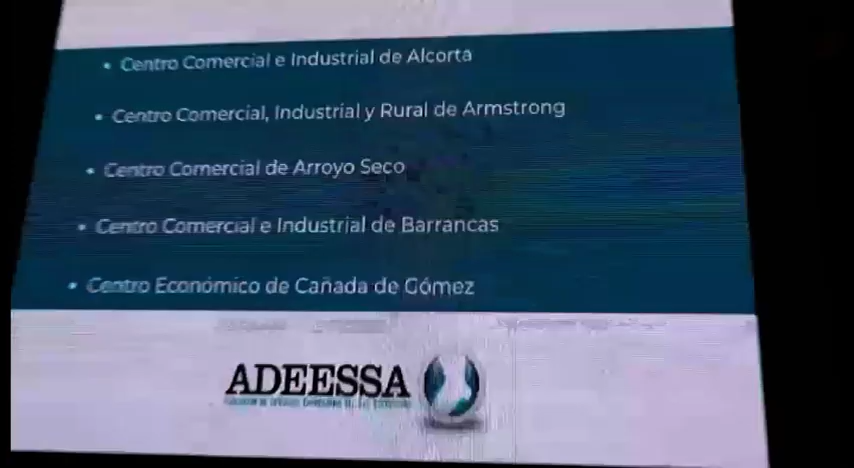 • Centro Comercial e Industrial de Alcorta
• Centro Comercial, Industrial y Rural de Armstrong
• Centro Comercial de Arroyo Seco
• Centro Comercial e Industrial de Barrancas
• Centro Económico de Cañada de Gómez
ADEESSA